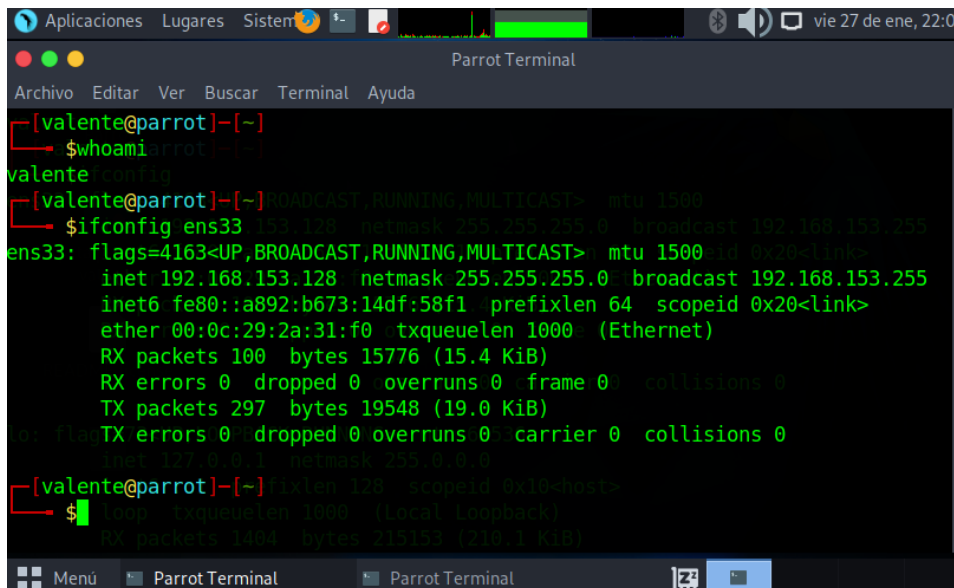 Aplicaciones Lugares Sistem vie 27 de ene, 22:0
Parrot Terminal
Archivo Editar Ver Buscar Terminal Ayuda
┌─[valente@parrot]─[~]
└──╼ $whoami
valente
┌─[valente@parrot]─[~]
└──╼ $ifconfig ens33
ens33: flags=4163<UP,BROADCAST,RUNNING,MULTICAST> mtu 1500
inet 192.168.153.128 netmask 255.255.255.0 broadcast 192.168.153.255
inet6 fe80::a892:b673:14df:58f1 prefixlen 64 scopeid 0x20<link>
ether 00:0c:29:2a:31:f0 txqueuelen 1000 (Ethernet)
RX packets 100 bytes 15776 (15.4 KiB)
RX errors 0 dropped 0 overruns 0 frame 0
TX packets 297 bytes 19548 (19.0 KiB)
TX errors 0 dropped 0 overruns 0 carrier 0 collisions 0
┌─[valente@parrot]─[~]
└──╼ $
Menú Parrot Terminal Parrot Terminal